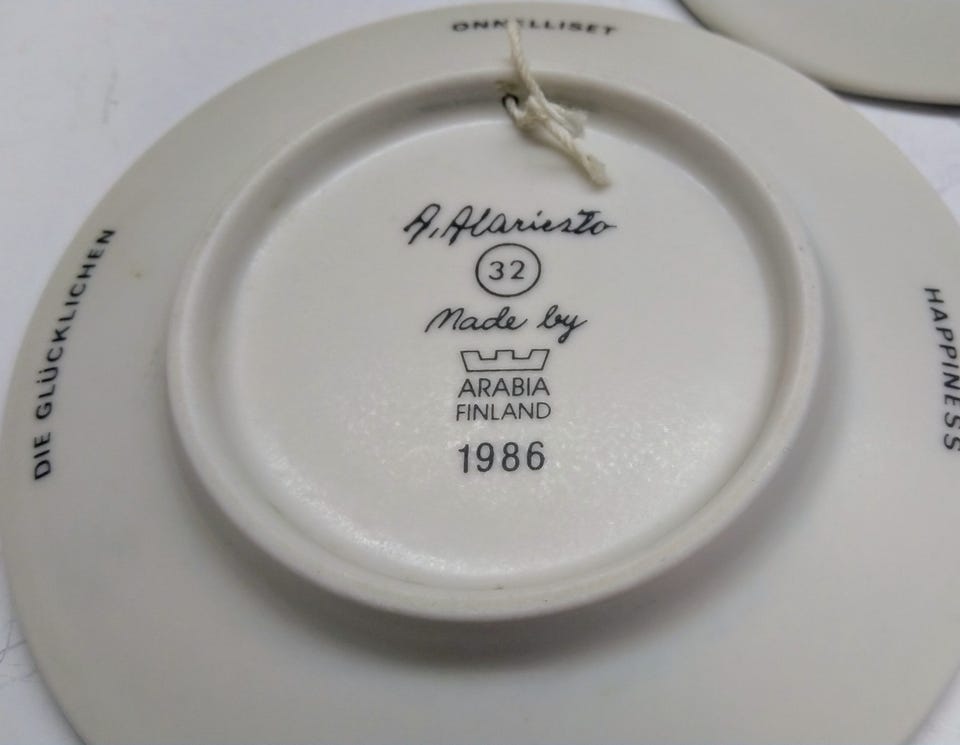 ONNELLISET
A. Alariesto
32
Made by
ARABIA
FINLAND
1986
DIE GLÜCKLICHEN
HAPPINESS